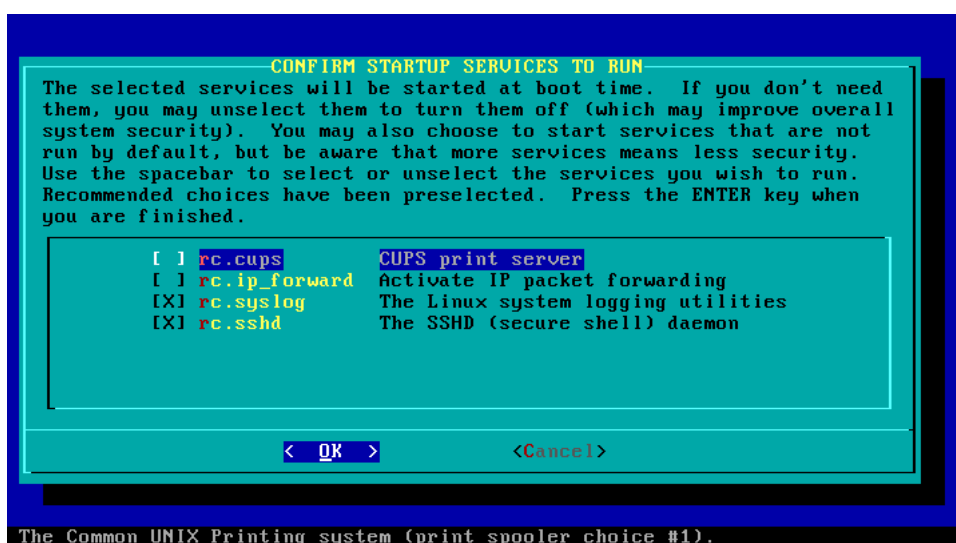 CONFIRM STARTUP SERVICES TO RUN
The selected services will be started at boot time.  If you don't need
them, you may unselect them to turn them off (which may improve overall
system security).  You may also choose to start services that are not
run by default, but be aware that more services means less security.
Use the spacebar to select or unselect the services you wish to run.
Recommended choices have been preselected.  Press the ENTER key when
you are finished.
[ ] rc.cups CUPS print server
[ ] rc.ip_forward Activate IP packet forwarding
[X] rc.syslog The Linux system logging utilities
[X] rc.sshd The SSHD (secure shell) daemon
< OK > <Cancel>
The Common UNIX Printing system (print spooler choice #1).